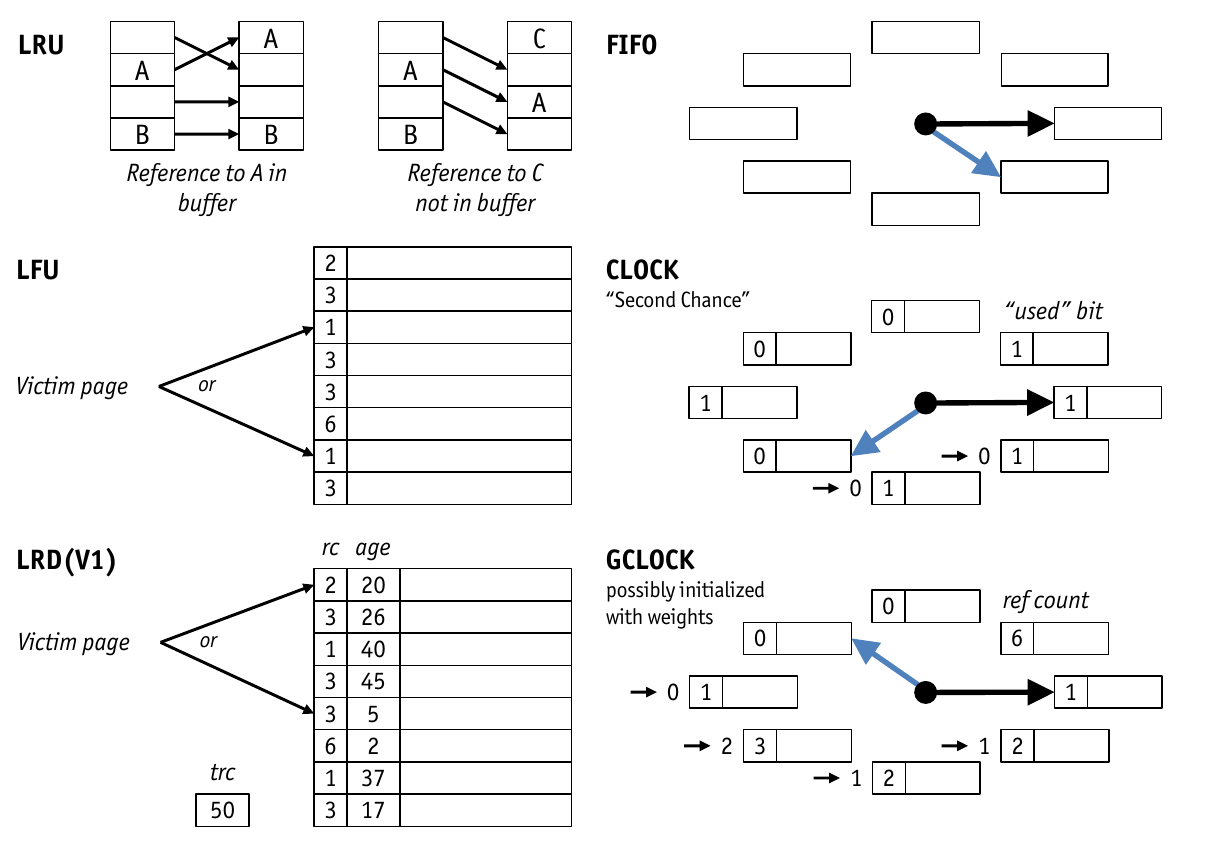 LRU
A
A
B
B
Reference to A in
buffer
C
A
A
B
Reference to C
not in buffer
FIFO
LFU
Victim page
or
2
3
1
3
3
6
1
3
CLOCK
“Second Chance”
“used” bit
0
0
1
1
1
0
→ 0 1
→ 0 1
LRD(V1)
Victim page
or
trc
50
rc age
2 20
3 26
1 40
3 45
3 5
6 2
1 37
3 17
GCLOCK
possibly initialized
with weights
ref count
0
0
6
→ 0 1
1
→ 2 3
→ 1 2
→ 1 2